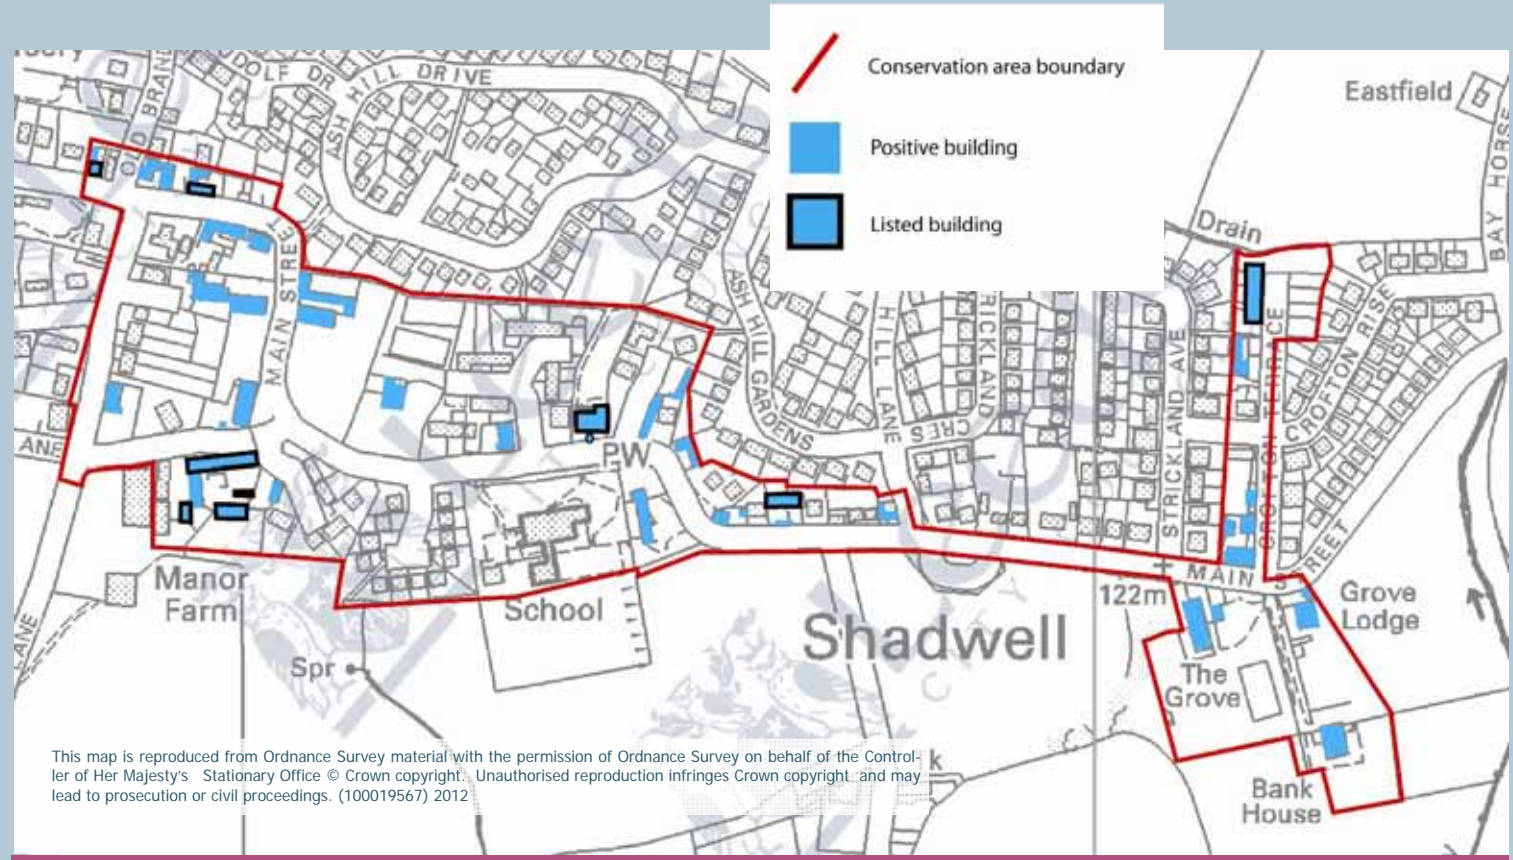 Conservation area boundary
Positive building
Listed building
DOLF DR
ASH HILL DRIVE
OLD BRAND
Eastfield
BAY HORSE
Drain
MAIN STREET
ASH HILL GARDENS
HILL LANE
STRICKLAND AVE
CRES
RICKLAND
CROFTON TERRACE
CROFTON RISE
ANE
PW
MAIN STREET
122m
Manor
Farm
School
Shadwell
Grove
Lodge
The
Grove
LANE
Spr
Bank
House
k
This map is reproduced from Ordnance Survey material with the permission of Ordnance Survey on behalf of the Control-
ler of Her Majesty's Stationary Office © Crown copyright. Unauthorised reproduction infringes Crown copyright and may
lead to prosecution or civil proceedings. (100019567) 2012